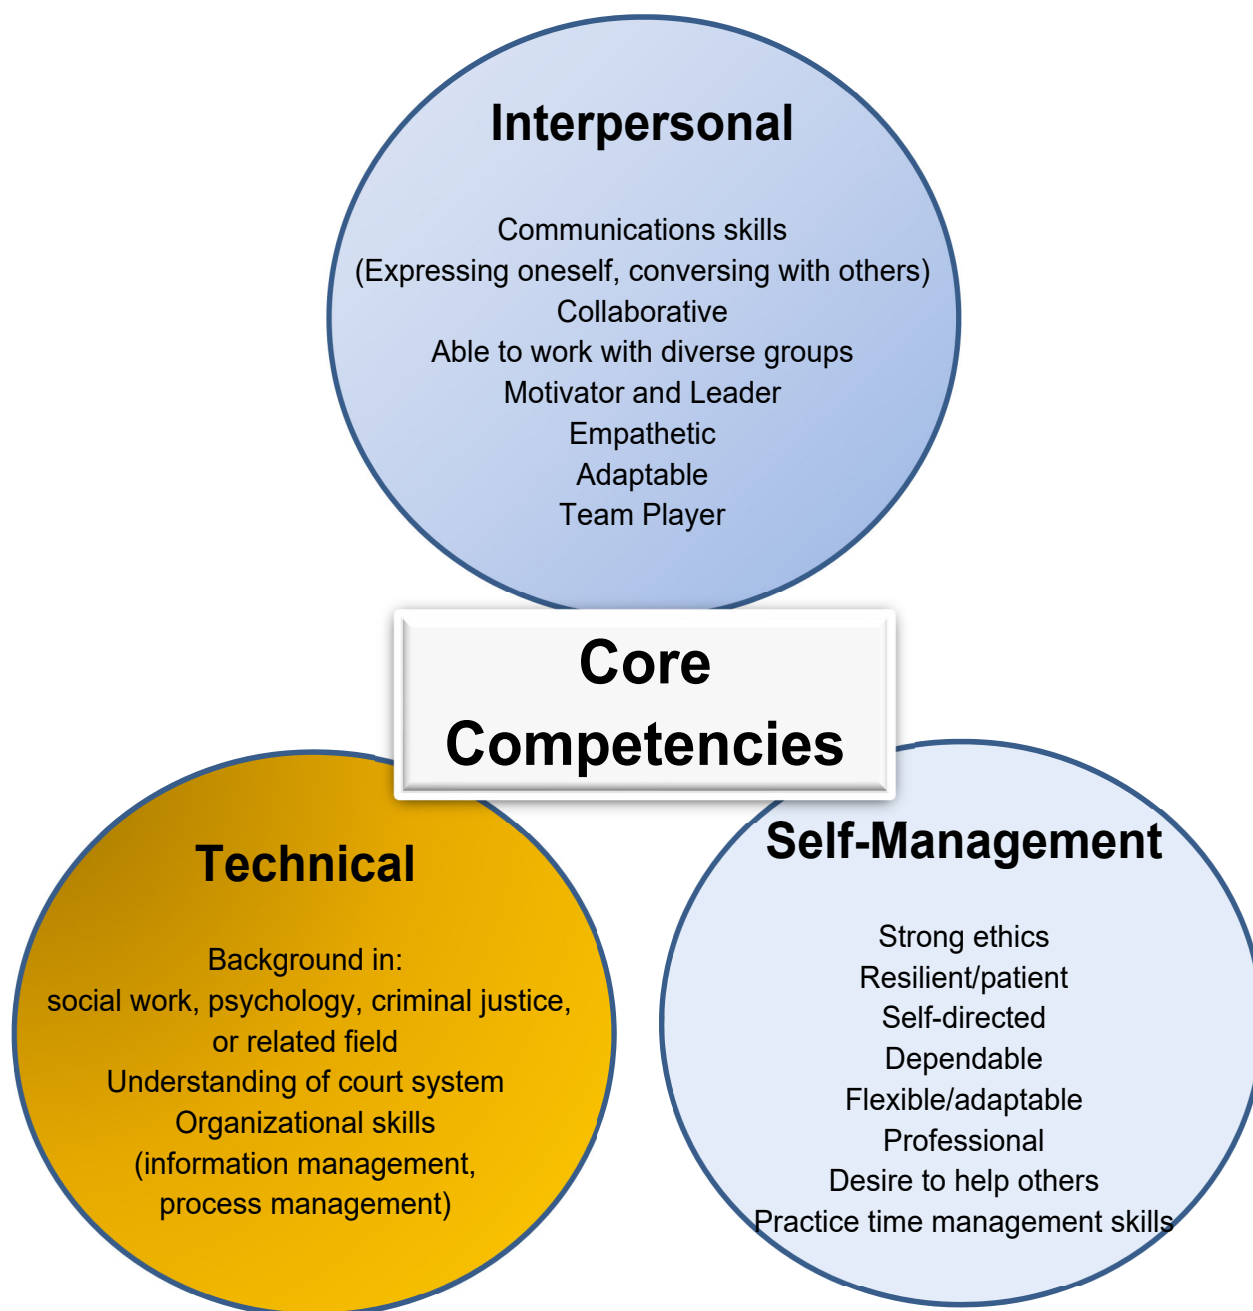 Interpersonal
Communications skills
(Expressing oneself, conversing with others)
Collaborative
Able to work with diverse groups
Motivator and Leader
Empathetic
Adaptable
Team Player
Core
Competencies
Technical
Background in:
social work, psychology, criminal justice,
or related field
Understanding of court system
Organizational skills
(information management,
process management)
Self-Management
Strong ethics
Resilient/patient
Self-directed
Dependable
Flexible/adaptable
Professional
Desire to help others
Practice time management skills